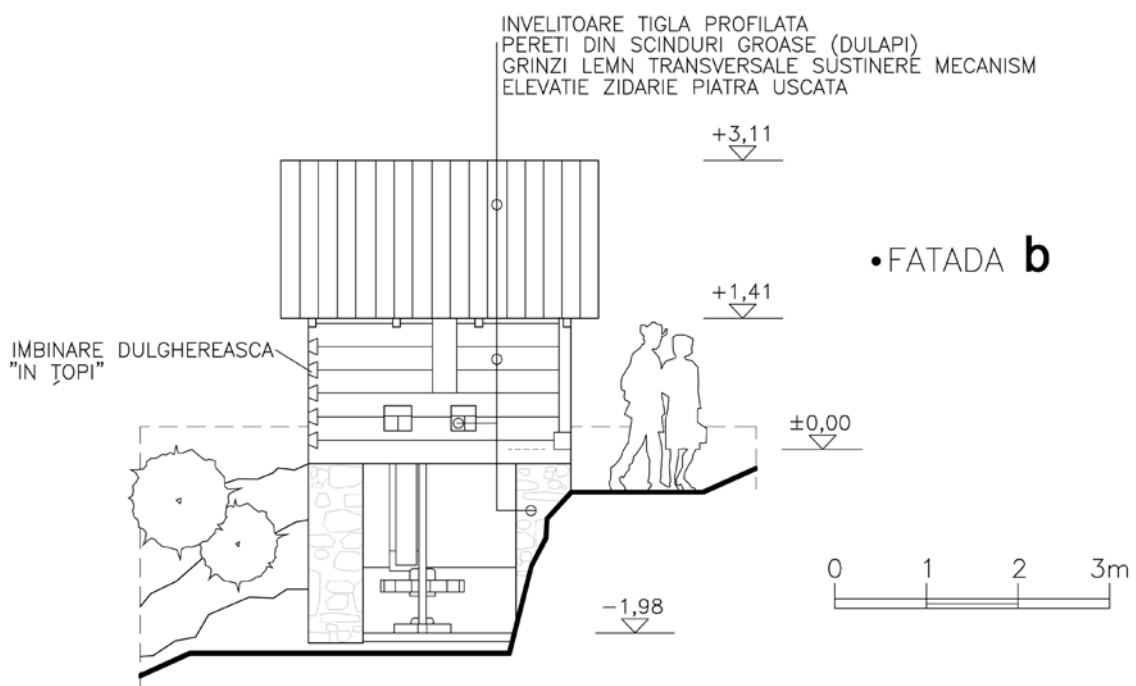 INVELITOARE TIGLA PROFILATA
PERETI DIN SCINDURI GROASE (DULAPI)
GRINZI LEMN TRANSVERSALE SUSTINERE MECANISM
ELEVATIE ZIDARIE PIATRA USCATA
+3,11
•FATADA b
+1,41
IMBINARE DULGHEREASCA
"IN ȚOPI"
±0,00
0 1 2 3m
−1,98